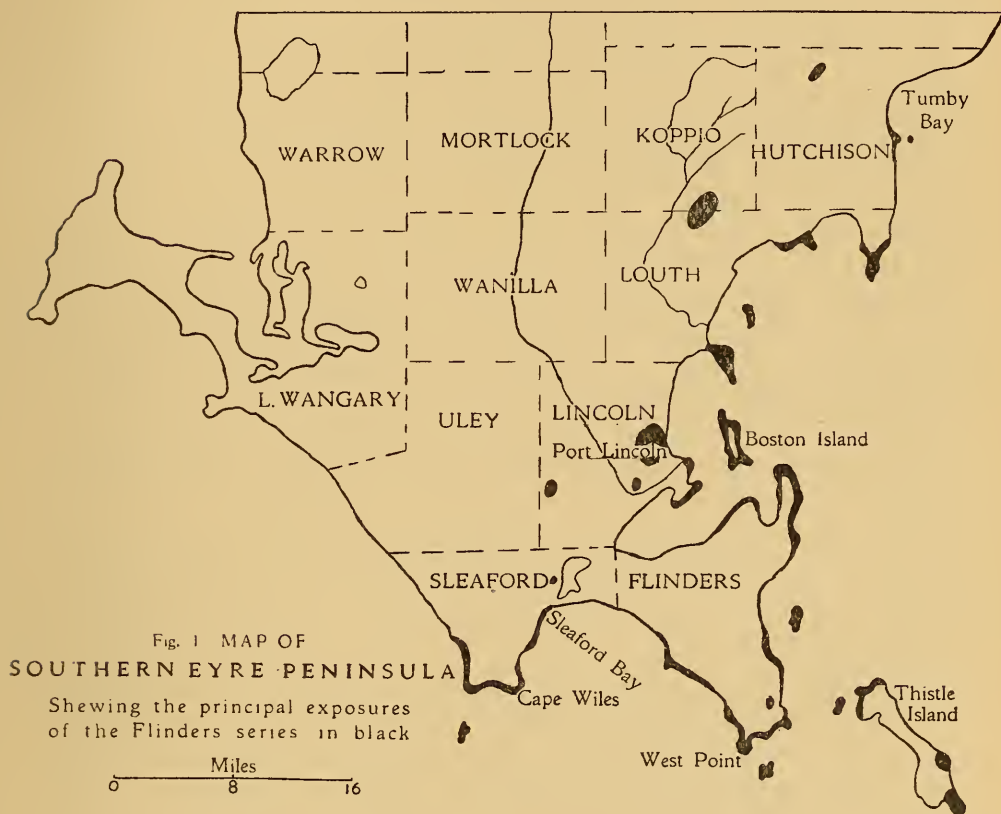 Tumby
Bay
WARROW
MORTLOCK
KOPPIO
HUTCHISON
WANILLA
LOUTH
L. WANGARY
ULEY
LINCOLN
Port Lincoln
Boston Island
SLEAFORD
FLINDERS
Sleaford Bay
Cape Wiles
West Point
Thistle
Island
Fig. 1 MAP OF
SOUTHERN EYRE PENINSULA
Shewing the principal exposures
of the Flinders series in black
Miles
0 8 16